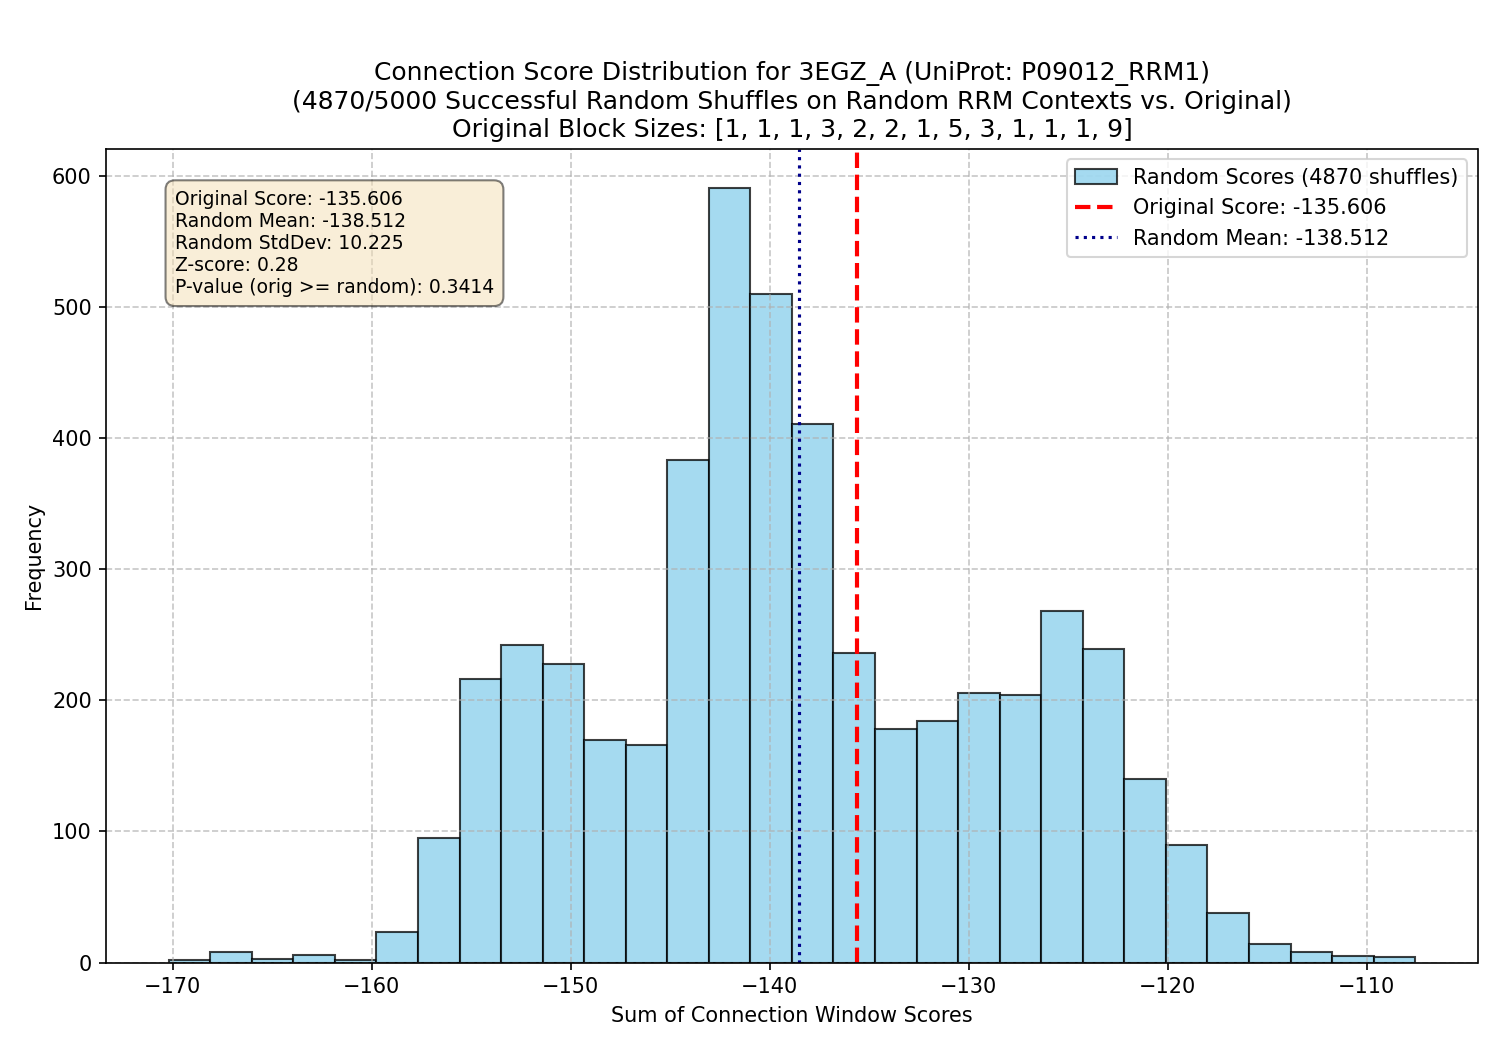 Connection Score Distribution for 3EGZ_A (UniProt: P09012_RRM1)
(4870/5000 Successful Random Shuffles on Random RRM Contexts vs. Original)
Original Block Sizes: [1, 1, 1, 3, 2, 2, 1, 5, 3, 1, 1, 1, 9]
Original Score: -135.606
Random Mean: -138.512
Random StdDev: 10.225
Z-score: 0.28
P-value (orig >= random): 0.3414
Random Scores (4870 shuffles)
Original Score: -135.606
Random Mean: -138.512
Frequency
600
500
400
300
200
100
0
−170
−160
−150
−140
−130
−120
−110
Sum of Connection Window Scores